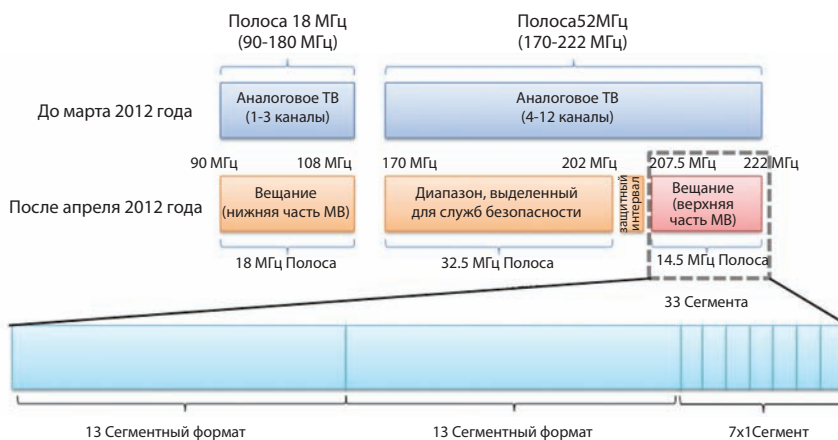 Полоса 18 МГц
(90-180 МГц)
Полоса52МГц
(170-222 МГц)
До марта 2012 года
Аналоговое ТВ
(1-3 каналы)
Аналоговое ТВ
(4-12 каналы)
90 МГц
108 МГц
170 МГц
202 МГц
207.5 МГц
222 МГц
После апреля 2012 года
Вещание
(нижняя часть МВ)
Диапазон, выделенный
для служб безопасности
защитный
интервал
Вещание
(верхняя
часть МВ)
18 МГц Полоса
32.5 МГц Полоса
14.5 МГц Полоса
33 Сегмента
13 Сегментный формат
13 Сегментный формат
7x1Сегмент